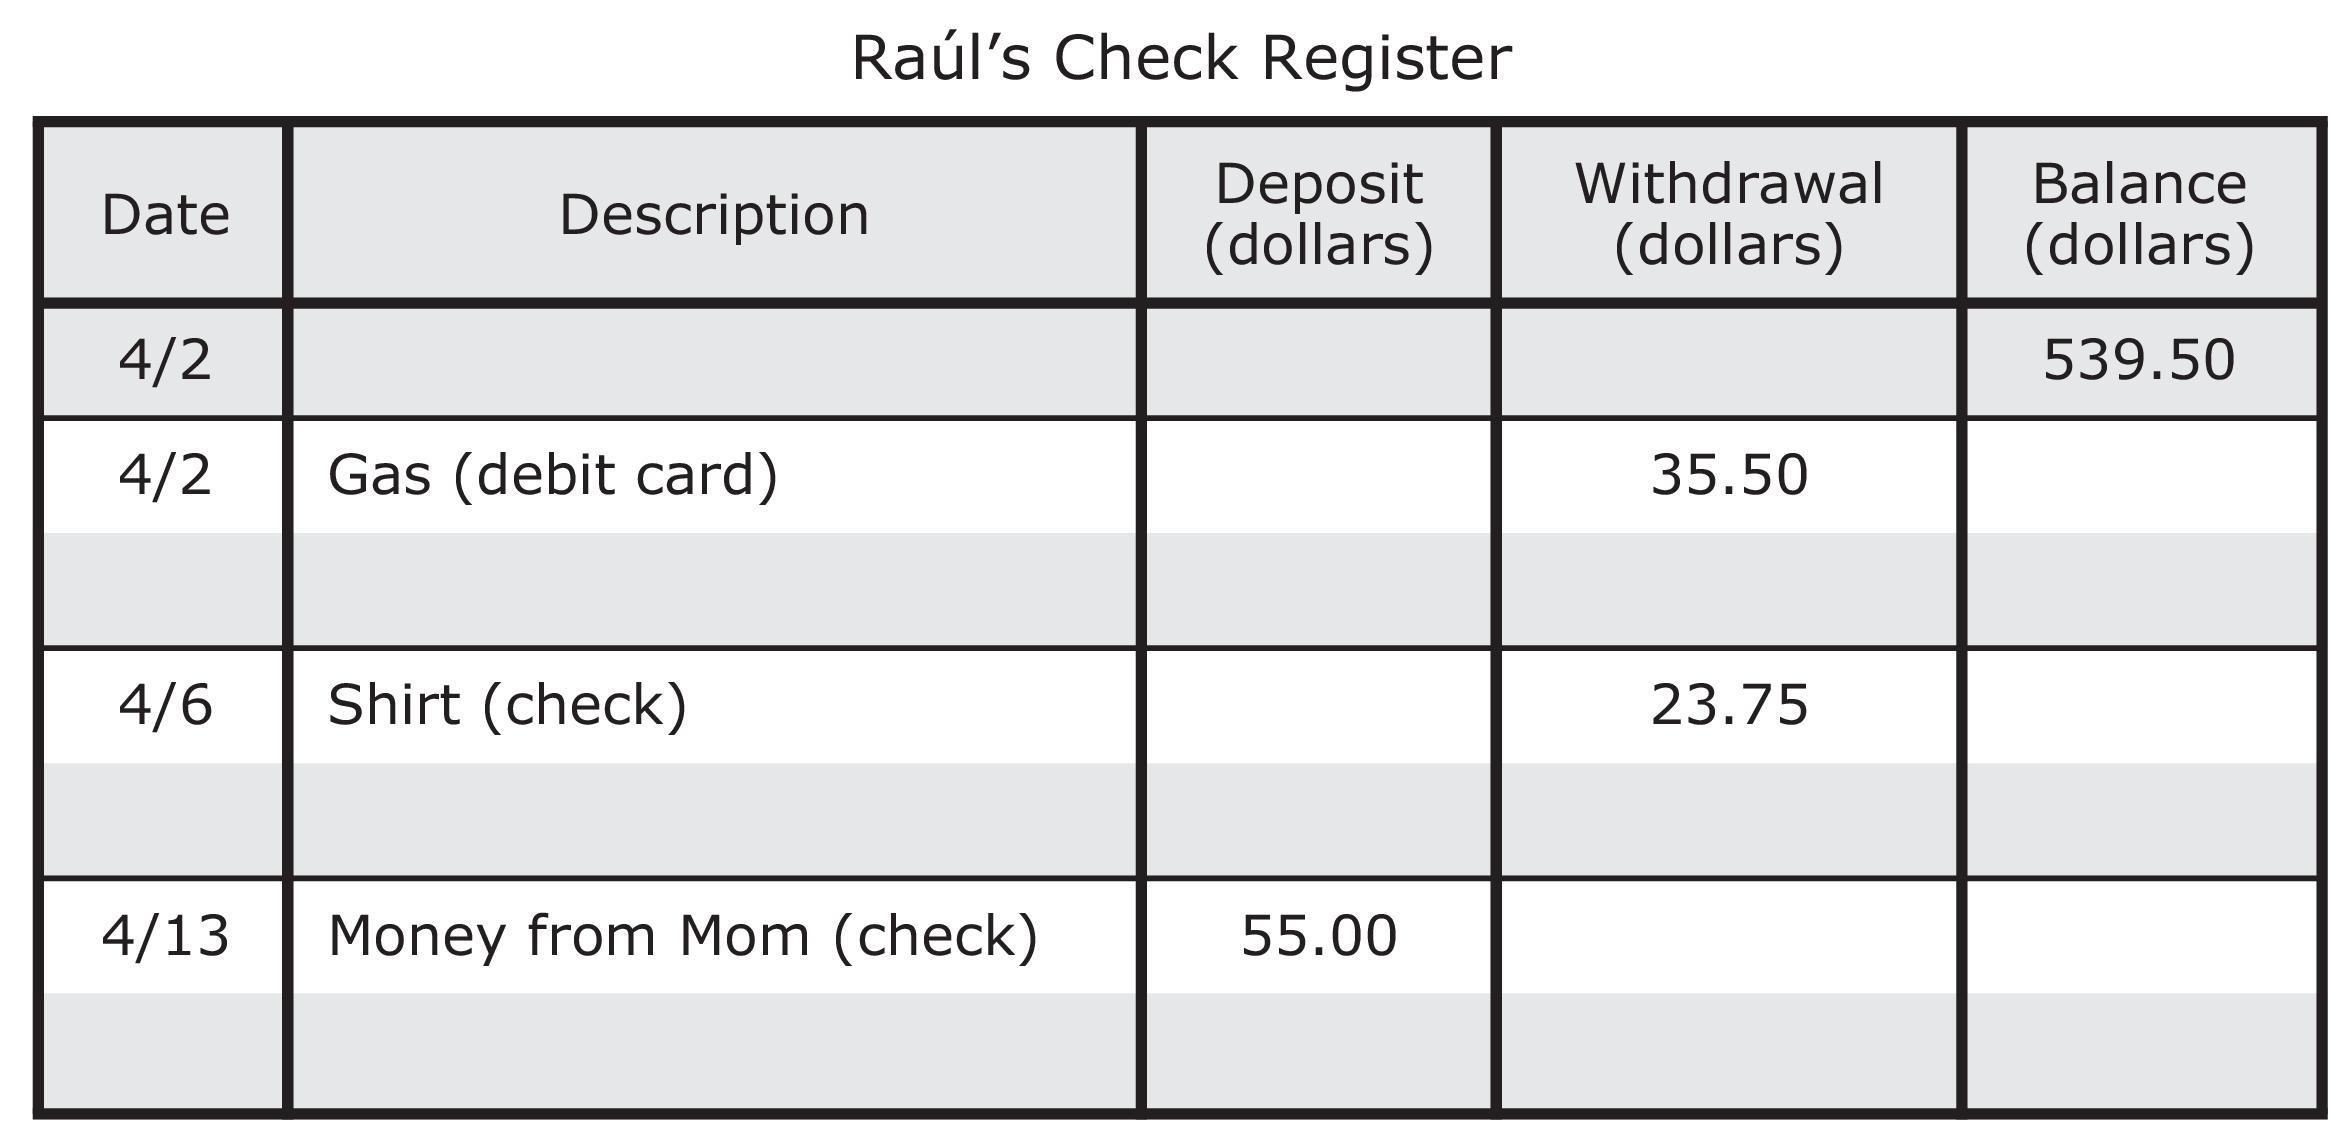 Raúl’s Check Register
Date Description Deposit (dollars) Withdrawal (dollars) Balance (dollars)
4/2 539.50
4/2 Gas (debit card) 35.50
4/6 Shirt (check) 23.75
4/13 Money from Mom (check) 55.00